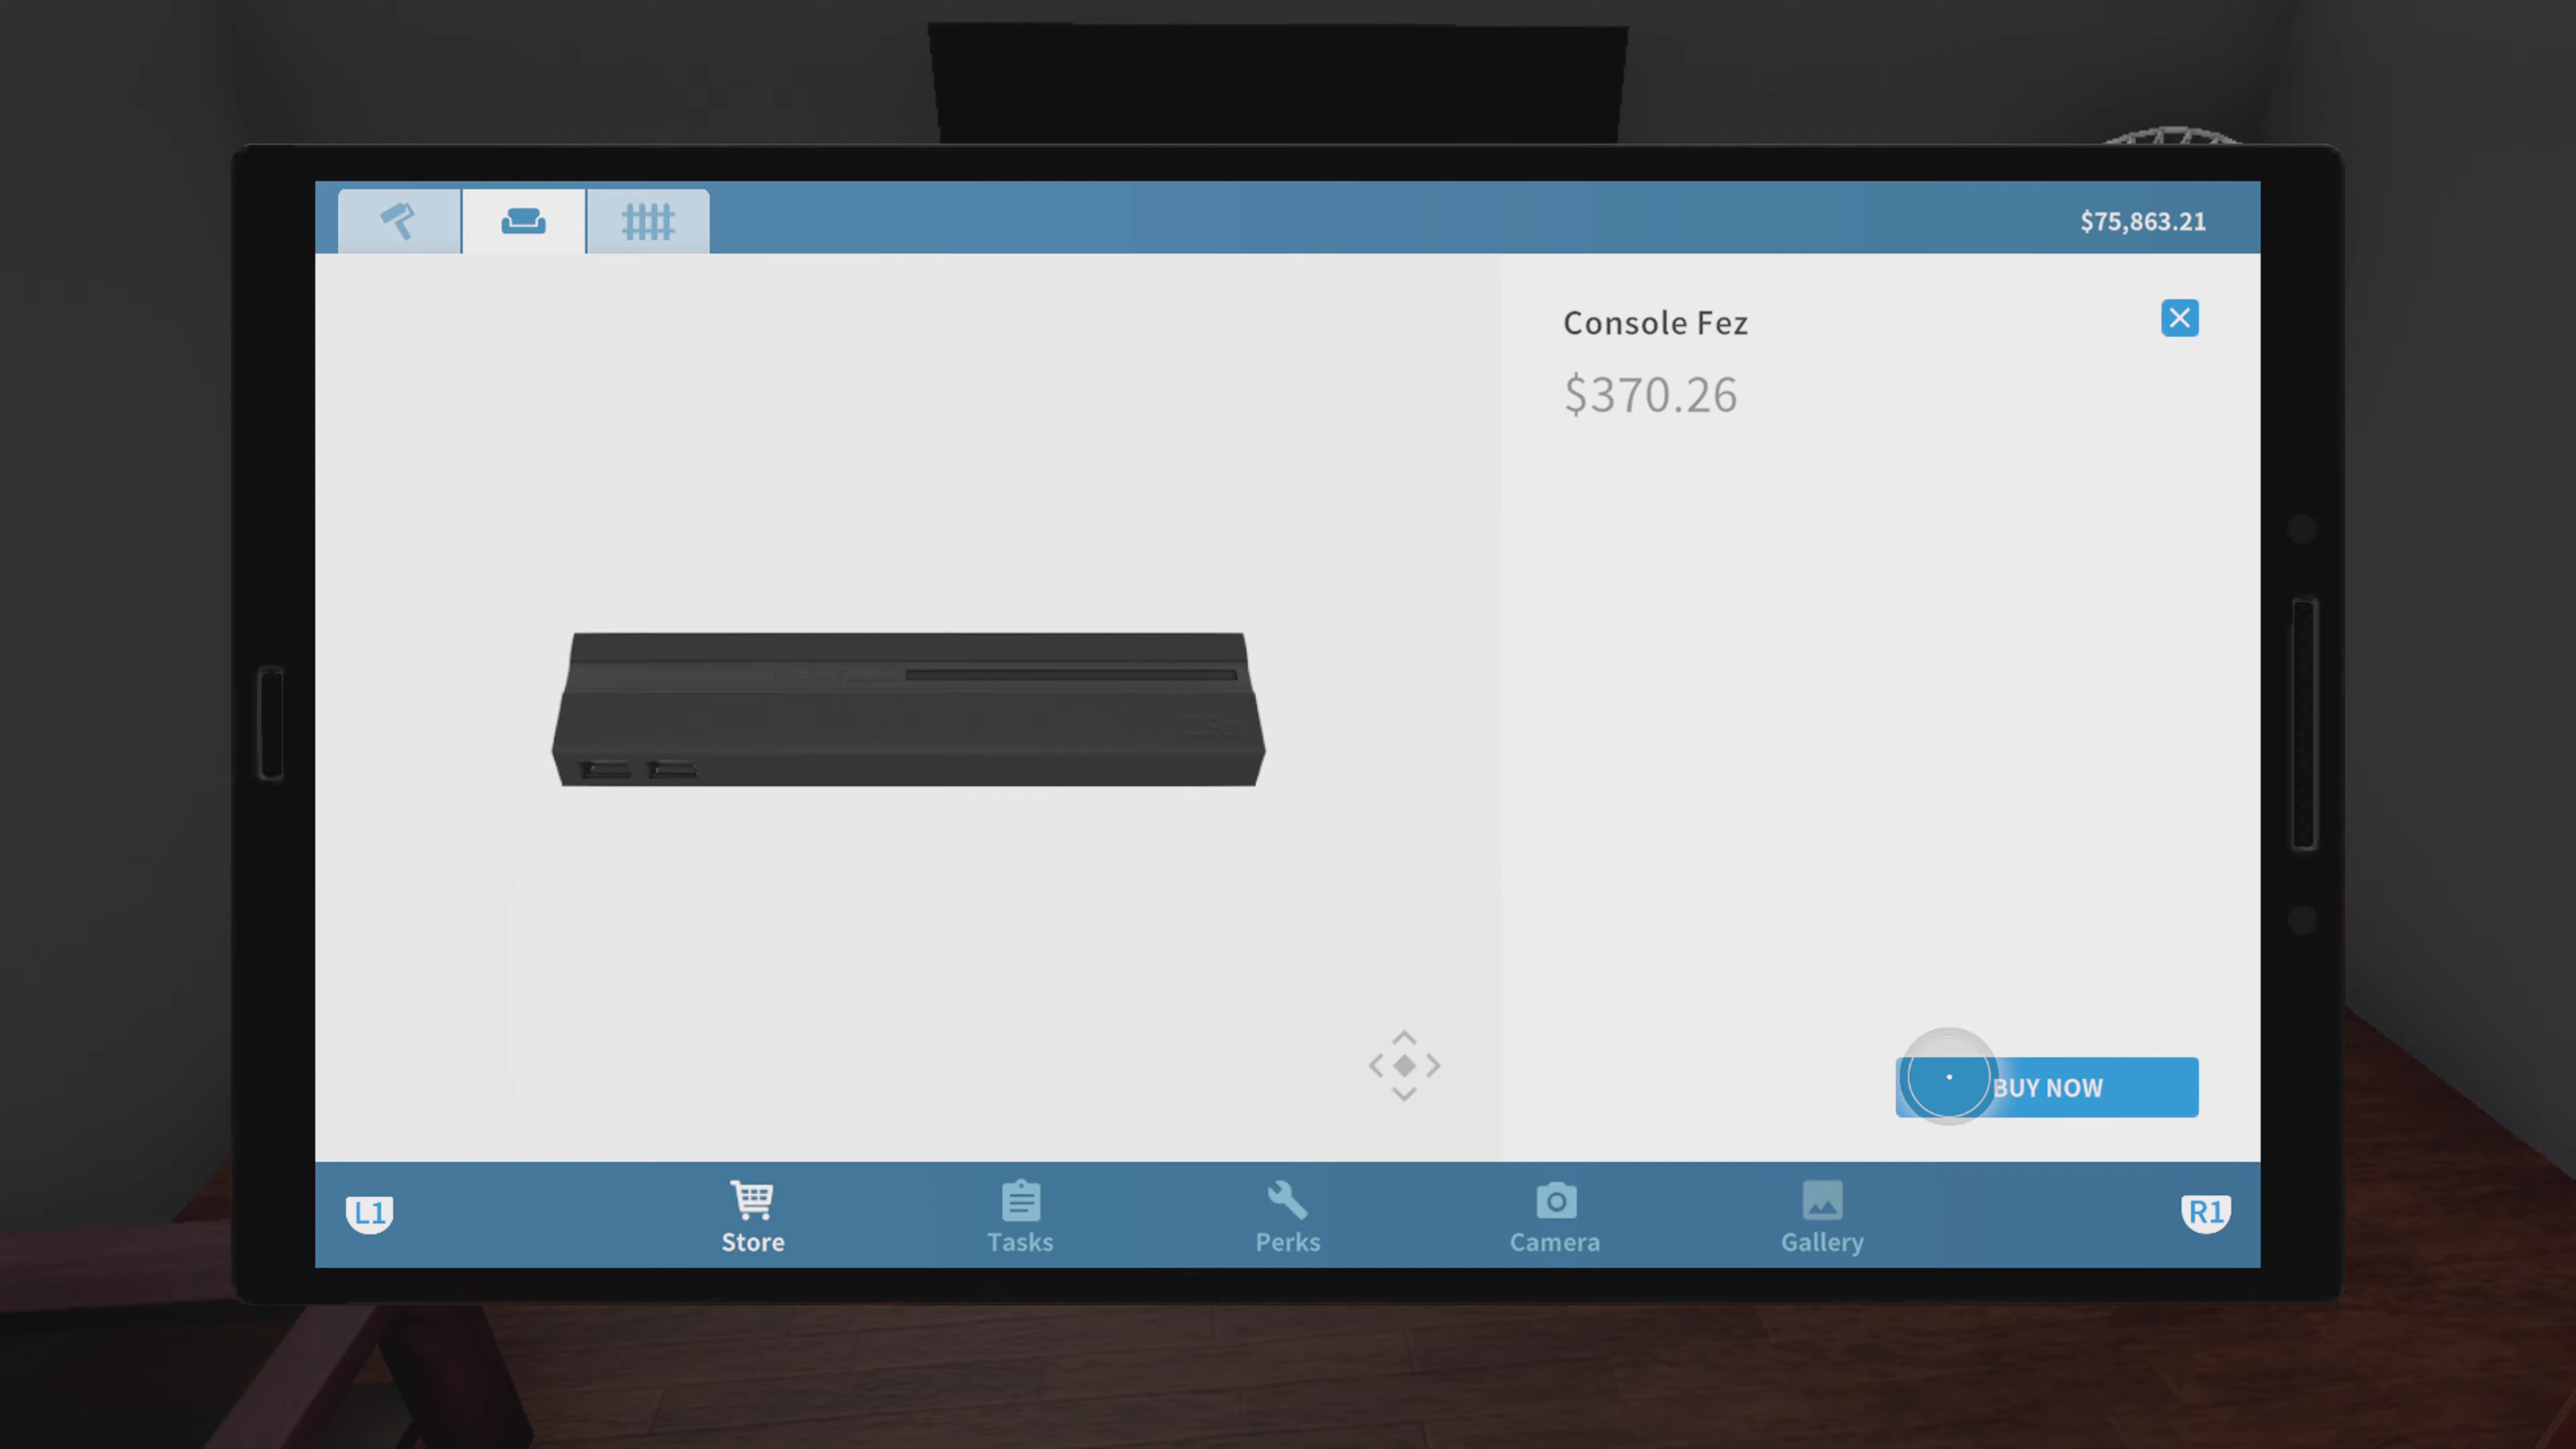 $75,863.21
Console Fez
$370.26
BUY NOW
L1
Store
Tasks
Perks
Camera
Gallery
R1